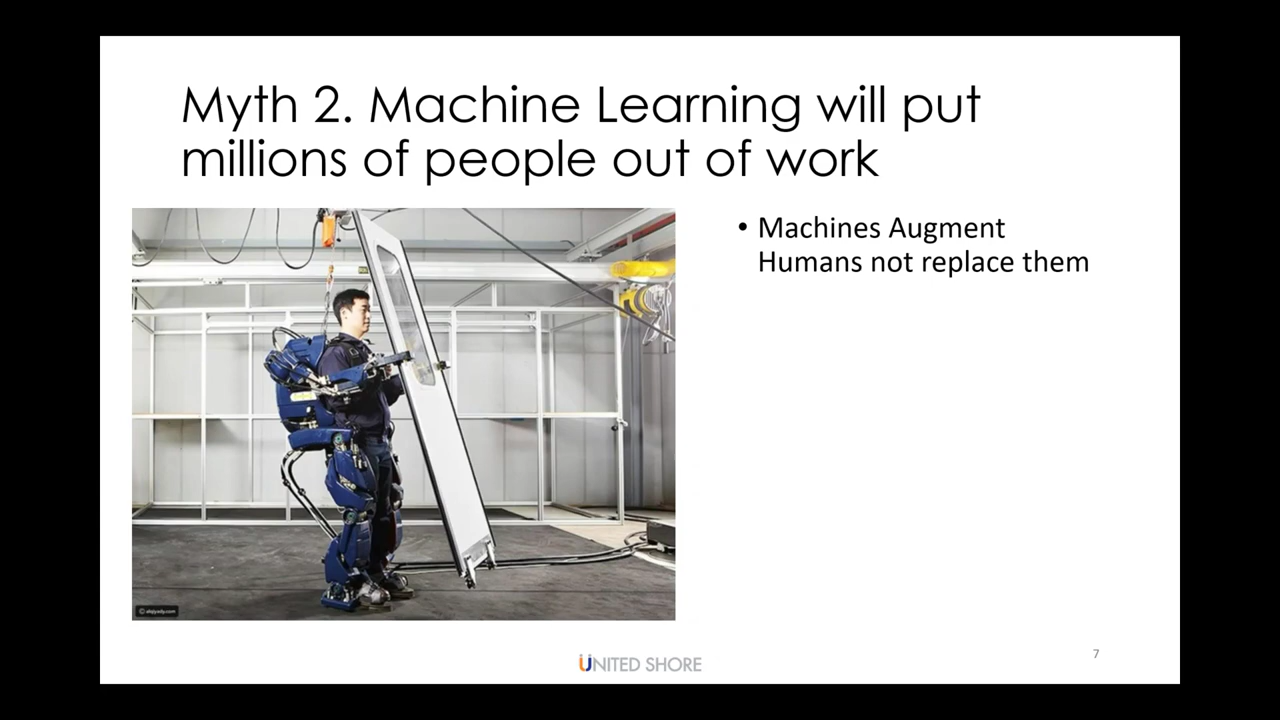 Myth 2. Machine Learning will put
millions of people out of work
• Machines Augment
Humans not replace them
UNITED SHORE
7